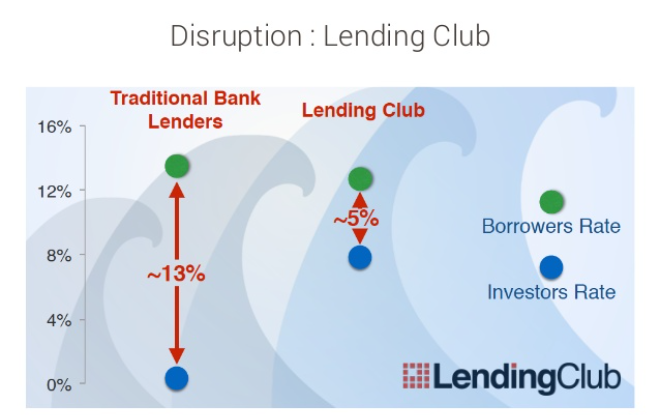 Disruption : Lending Club
Traditional Bank
Lenders
Lending Club
16%
12%
8%
4%
0%
~13%
~5%
Borrowers Rate
Investors Rate
LendingClub